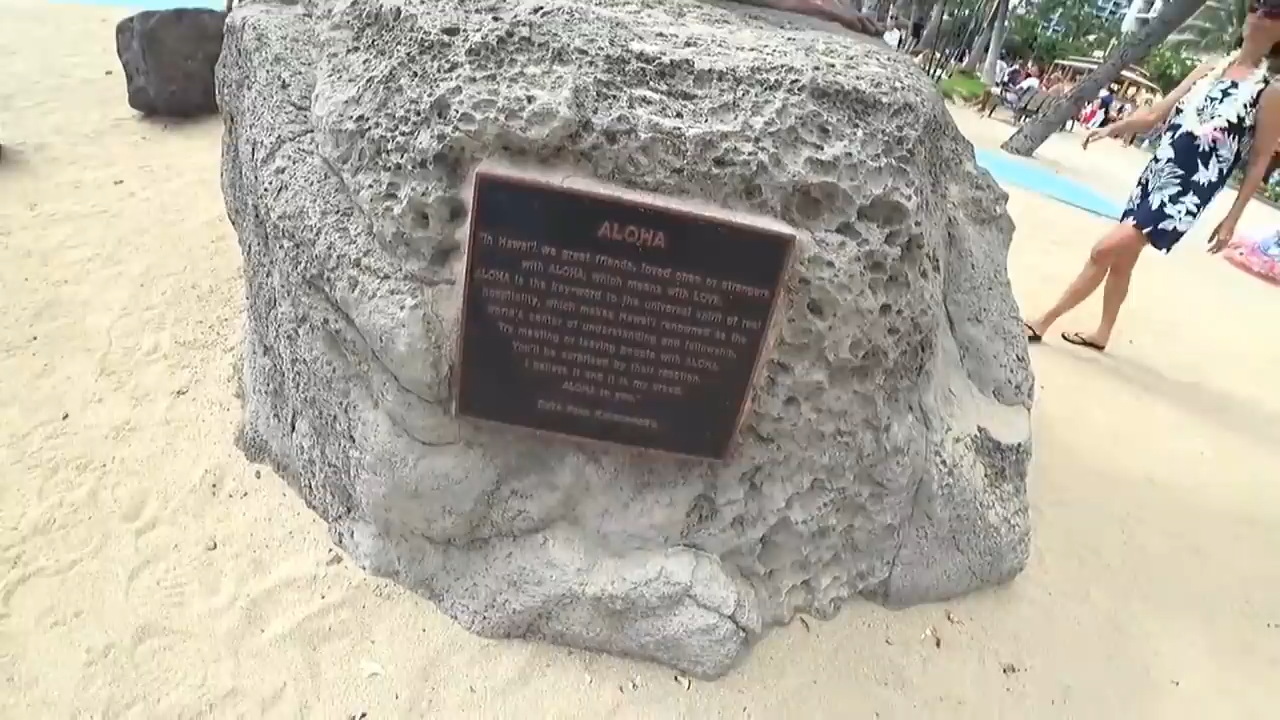 ALOHA
"In Hawai'i we greet friends, loved ones or strangers
with ALOHA, which means with LOVE.
ALOHA is the key-word to the universal spirit of real
hospitality, which makes Hawai'i renowned as the
world's center of understanding and fellowship.
Try meeting or leaving people with ALOHA.
You'll be surprised by their reaction.
I believe it and it is my creed.
ALOHA to you."
Duke Paoa Kahanamoku